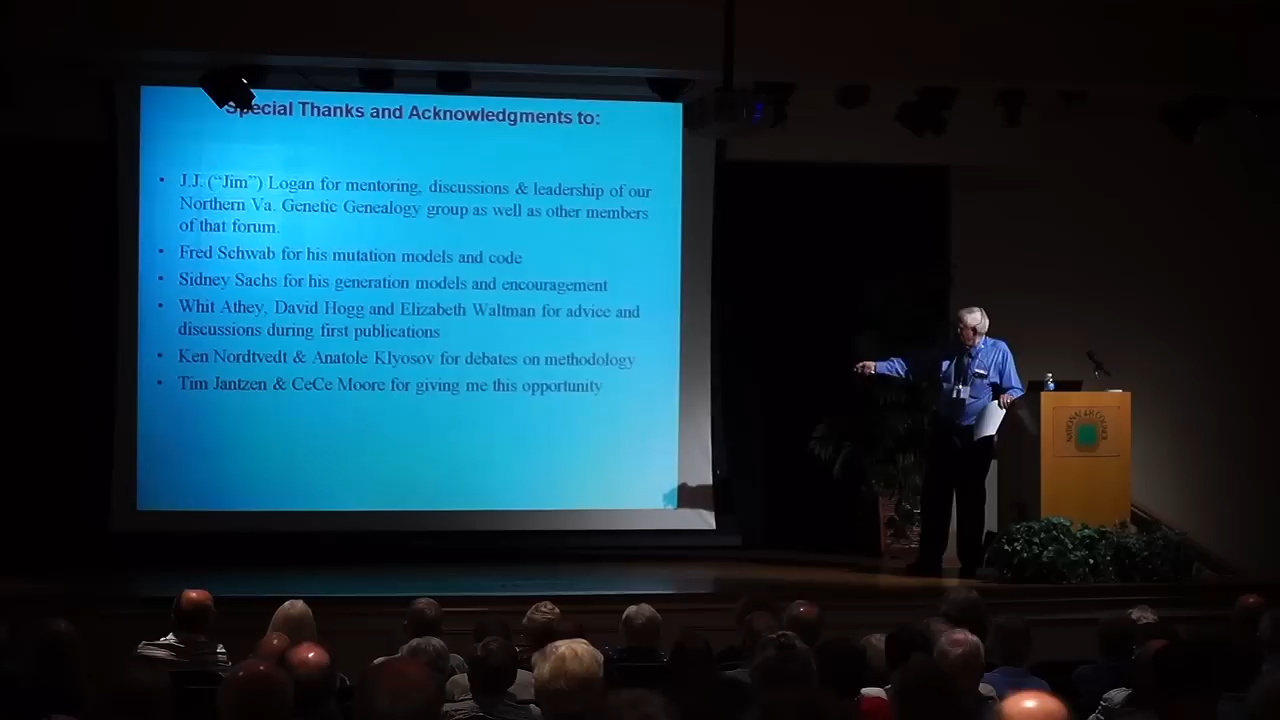 Special Thanks and Acknowledgments to:
• J.J. ("Jim") Logan for mentoring, discussions & leadership of our
Northern Va. Genetic Genealogy group as well as other members
of that forum.
• Fred Schwab for his mutation models and code
• Sidney Sachs for his generation models and encouragement
• Whit Athey, David Hogg and Elizabeth Waltman for advice and
discussions during first publications
• Ken Nordtvedt & Anatole Klyosov for debates on methodology
• Tim Jantzen & CeCe Moore for giving me this opportunity
NATIONAL 4-H COUNCIL